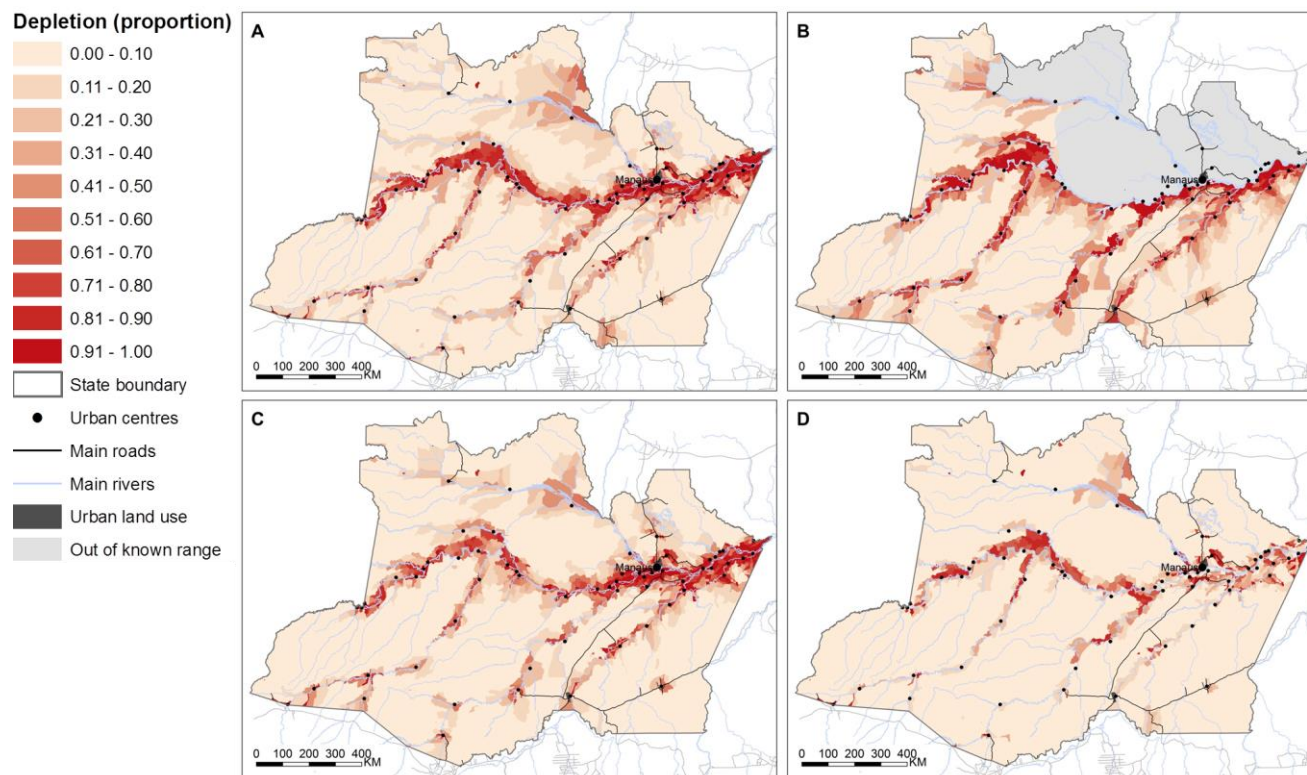 Depletion (proportion)
0.00 - 0.10
0.11 - 0.20
0.21 - 0.30
0.31 - 0.40
0.41 - 0.50
0.51 - 0.60
0.61 - 0.70
0.71 - 0.80
0.81 - 0.90
0.91 - 1.00
State boundary
Urban centres
Main roads
Main rivers
Urban land use
Out of known range
A
Manaus
0 100 200 300 400
KM
B
Manaus
0 100 200 300 400
KM
C
Manaus
0 100 200 300 400
KM
D
Manaus
0 100 200 300 400
KM